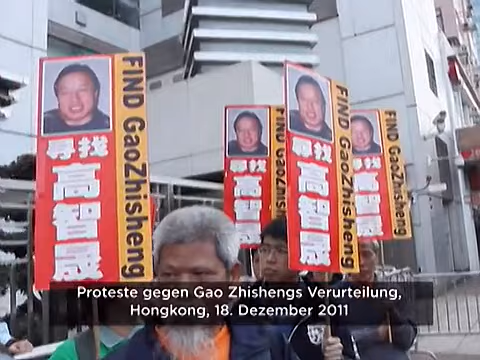 FIND GaoZhisheng
尋找
高智晟
尋找
高智晟
FIND GaoZhisheng
尋找
高智晟
FIND GaoZhisheng
尋找
高智晟
FIND GaoZhisheng
Proteste gegen Gao Zhishengs Verurteilung,
Hongkong, 18. Dezember 2011